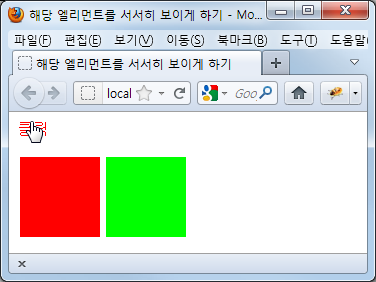 해당 엘리먼트를 서서히 보이게 하기 - Mo...
파일(F) 편집(E) 보기(V) 이동(S) 북마크(B) 도구(T) 도움말
해당 엘리먼트를 서서히 보이게 하기
local Goo